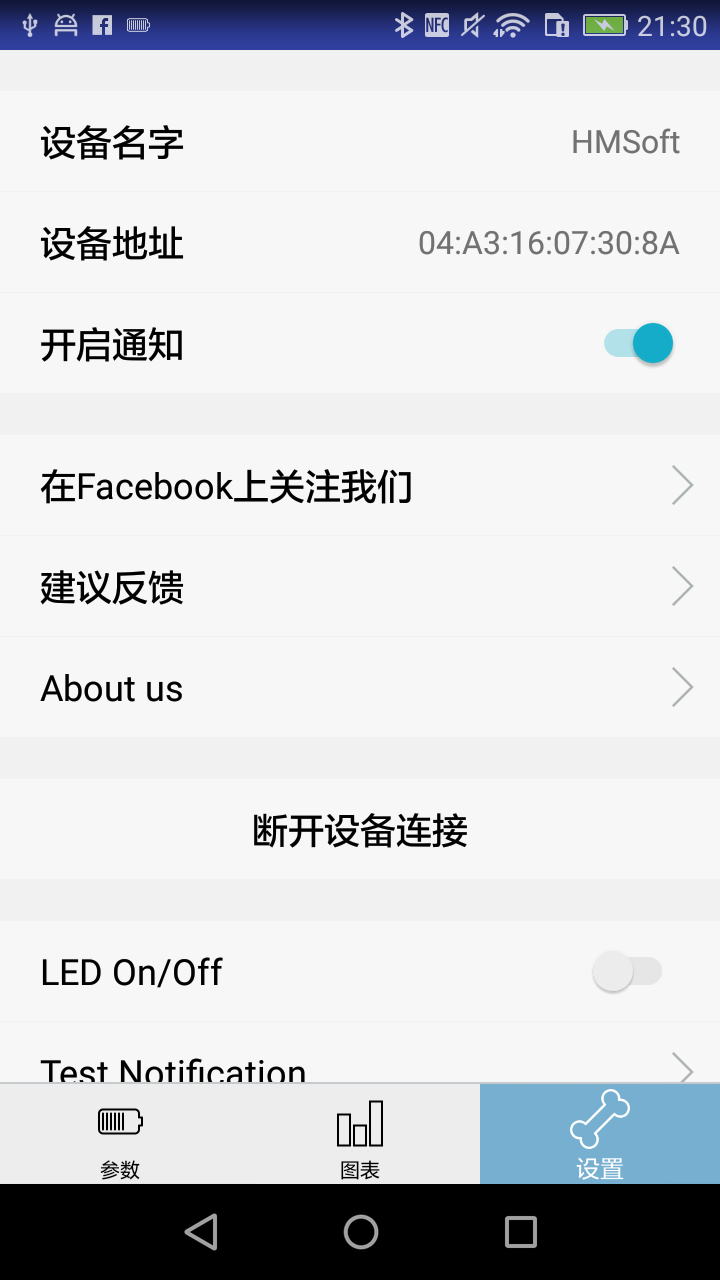 NFC 21:30
设备名字 HMSoft
设备地址 04:A3:16:07:30:8A
开启通知
在Facebook上关注我们
建议反馈
About us
断开设备连接
LED On/Off
Test Notification
参数 图表 设置